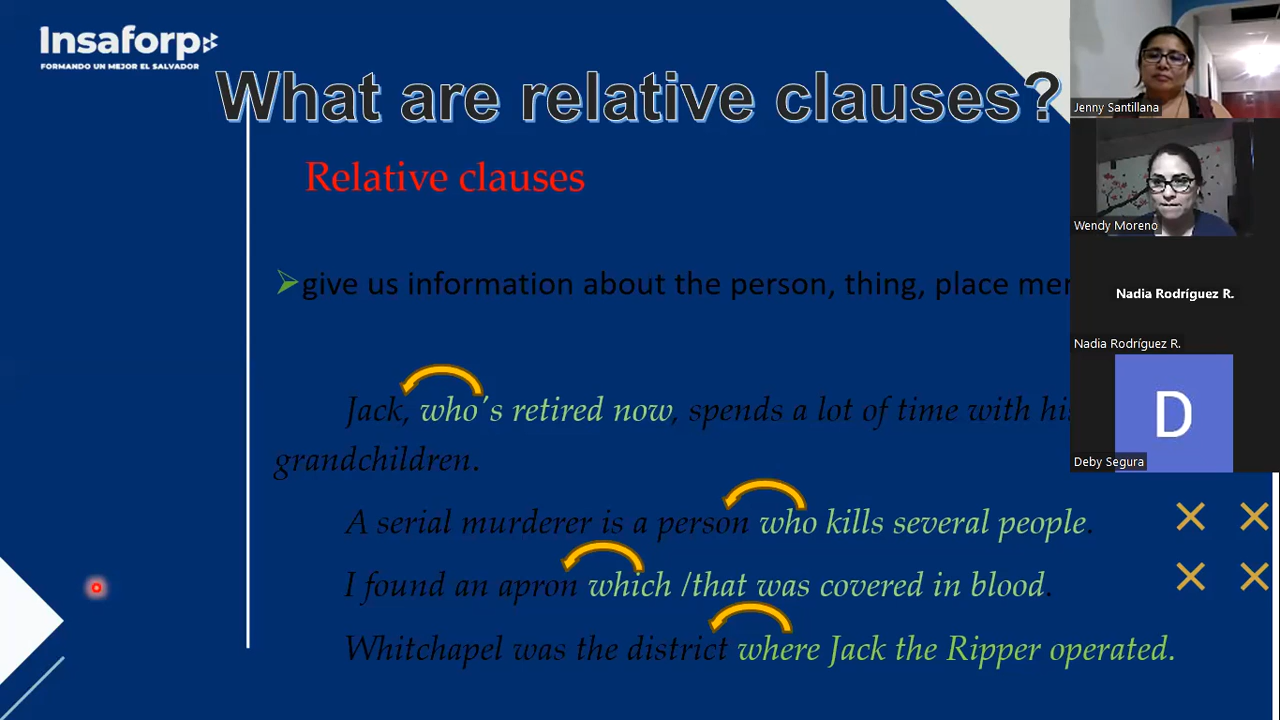 Insaforp
FORMANDO UN MEJOR EL SALVADOR
What are relative clauses?
Relative clauses
give us information about the person, thing, place
Jack, who's retired now, spends a lot of time with his
grandchildren.
A serial murderer is a person who kills several people.
I found an apron which /that was covered in blood.
Whitchapel was the district where Jack the Ripper operated.
Jenny Santillana
Wendy Moreno
Nadia Rodríguez R.
Nadia Rodríguez R.
D
Deby Segura